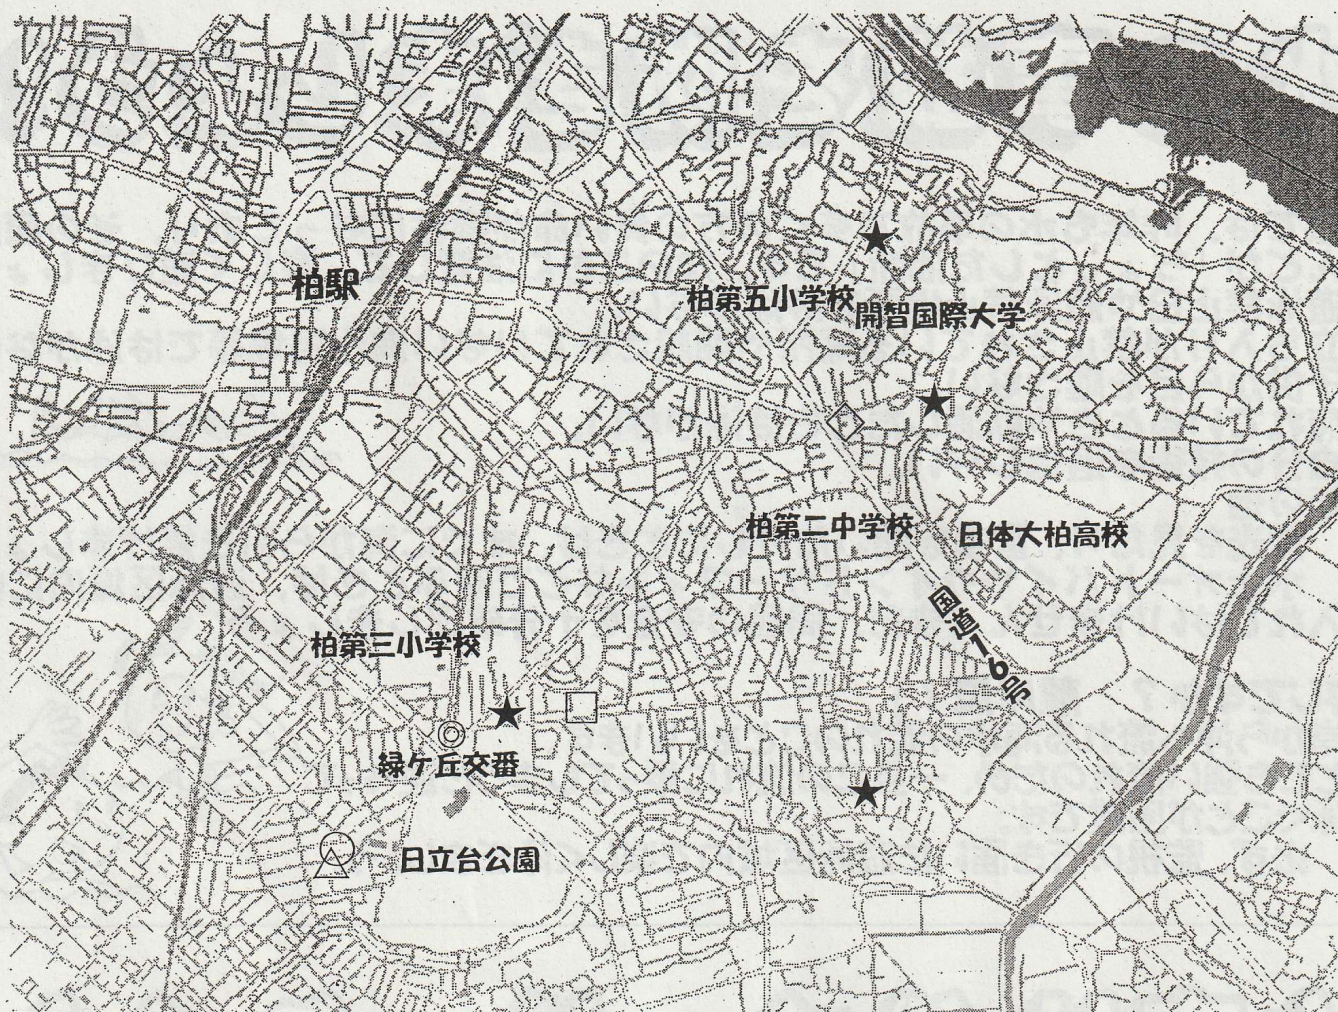 柏駅
柏第五小学校
開智国際大学
柏第二中学校
日体大柏高校
国道16号
柏第三小学校
緑ケ丘交番
日立台公園